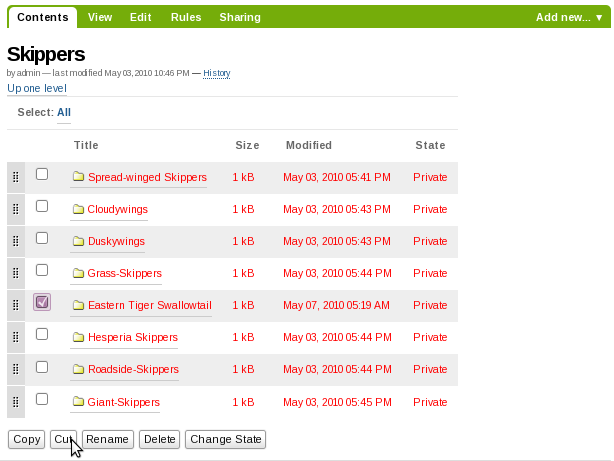 Contents View Edit Rules Sharing Add new... ▼
Skippers
by admin — last modified May 03, 2010 10:46 PM — History
Up one level
Select: All
Title Size Modified State
Spread-winged Skippers 1 kB May 03, 2010 05:41 PM Private
Cloudywings 1 kB May 03, 2010 05:43 PM Private
Duskywings 1 kB May 03, 2010 05:43 PM Private
Grass-Skippers 1 kB May 03, 2010 05:44 PM Private
Eastern Tiger Swallowtail 1 kB May 07, 2010 05:19 AM Private
Hesperia Skippers 1 kB May 03, 2010 05:44 PM Private
Roadside-Skippers 1 kB May 03, 2010 05:44 PM Private
Giant-Skippers 1 kB May 03, 2010 05:45 PM Private
Copy Cut Rename Delete Change State